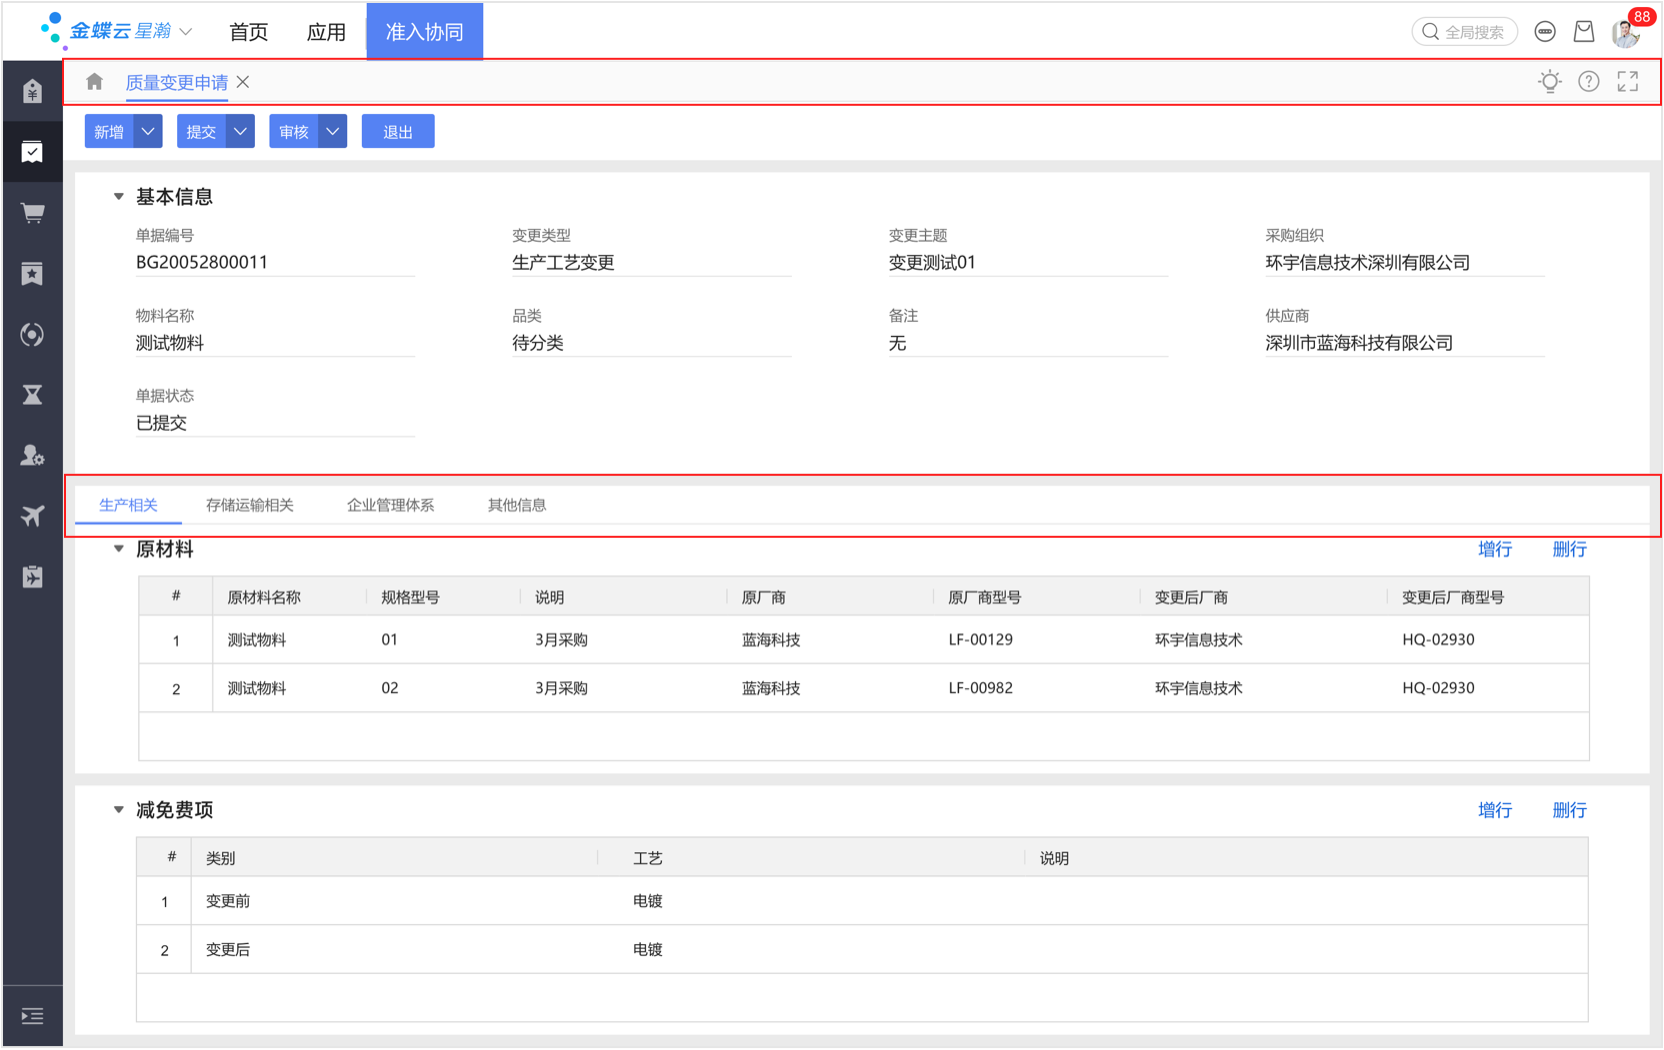 金蝶云 星瀚 首页 应用 准入协同 全局搜索 88
质量变更申请
新增 提交 审核 退出
基本信息
单据编号 变更类型 变更主题 采购组织
BG20052800011 生产工艺变更 变更测试01 环宇信息技术深圳有限公司
物料名称 品类 备注 供应商
测试物料 待分类 无 深圳市蓝海科技有限公司
单据状态
已提交
生产相关 存储运输相关 企业管理体系 其他信息
原材料 增行 删行
# 原材料名称 规格型号 说明 原厂商 原厂商型号 变更后厂商 变更后厂商型号
1 测试物料 01 3月采购 蓝海科技 LF-00129 环宇信息技术 HQ-02930
2 测试物料 02 3月采购 蓝海科技 LF-00982 环宇信息技术 HQ-02930
减免费项 增行 删行
# 类别 工艺 说明
1 变更前 电镀
2 变更后 电镀